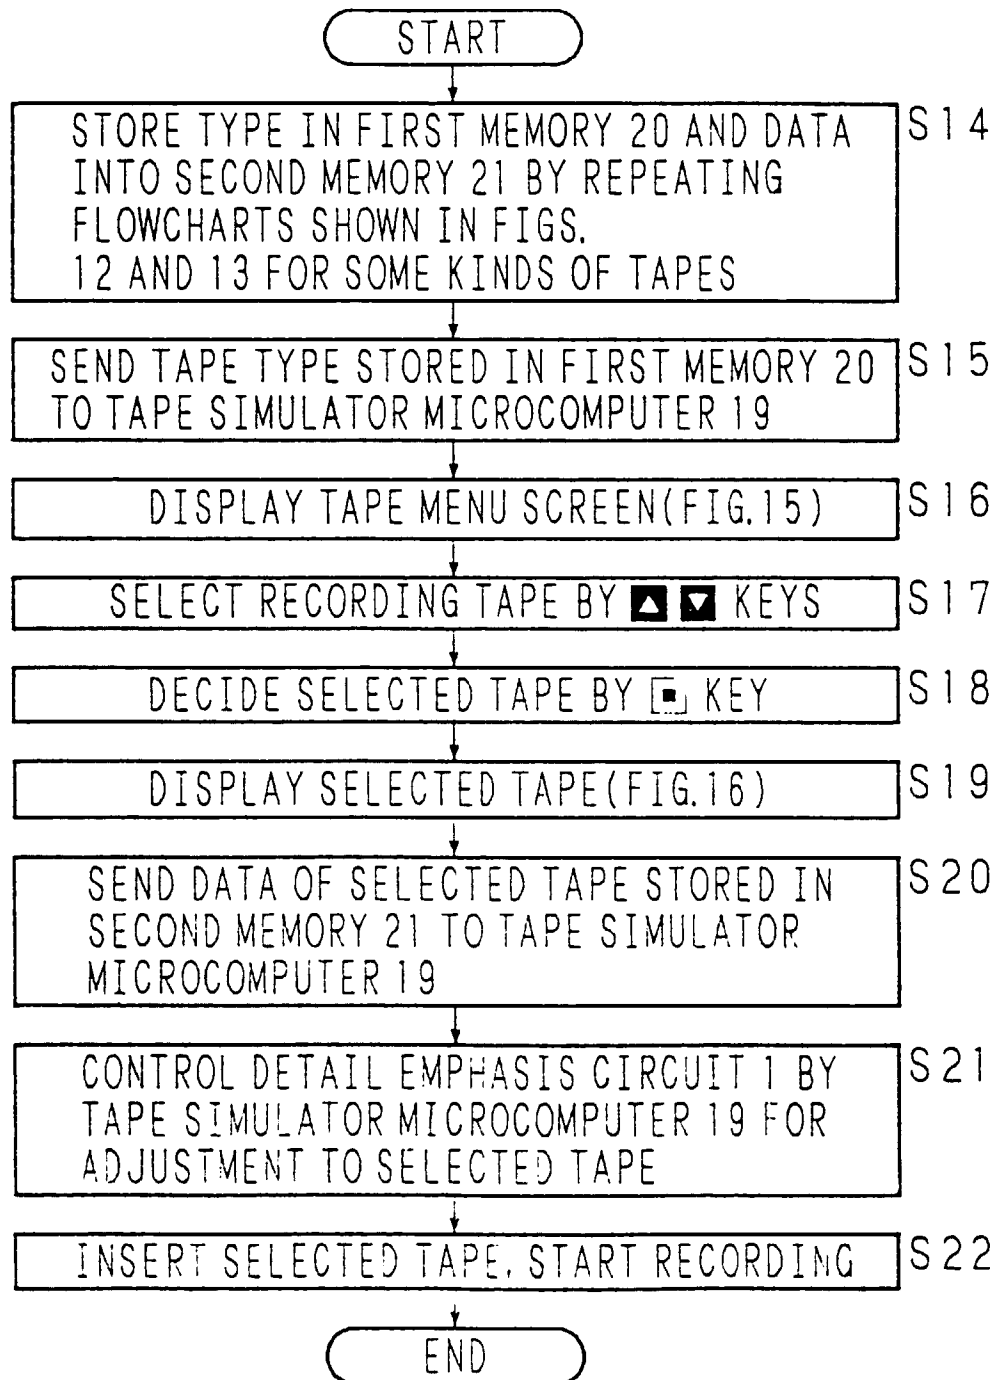 START
STORE TYPE IN FIRST MEMORY 20 AND DATA
INTO SECOND MEMORY 21 BY REPEATING
FLOWCHARTS SHOWN IN FIGS.
12 AND 13 FOR SOME KINDS OF TAPES
S14
SEND TAPE TYPE STORED IN FIRST MEMORY 20
TO TAPE SIMULATOR MICROCOMPUTER 19
S15
DISPLAY TAPE MENU SCREEN(FIG.15)
S16
SELECT RECORDING TAPE BY ▲ ▼ KEYS
S17
DECIDE SELECTED TAPE BY ▣ KEY
S18
DISPLAY SELECTED TAPE(FIG.16)
S19
SEND DATA OF SELECTED TAPE STORED IN
SECOND MEMORY 21 TO TAPE SIMULATOR
MICROCOMPUTER 19
S20
CONTROL DETAIL EMPHASIS CIRCUIT 1 BY
TAPE SIMULATOR MICROCOMPUTER 19 FOR
ADJUSTMENT TO SELECTED TAPE
S21
INSERT SELECTED TAPE. START RECORDING
S22
END